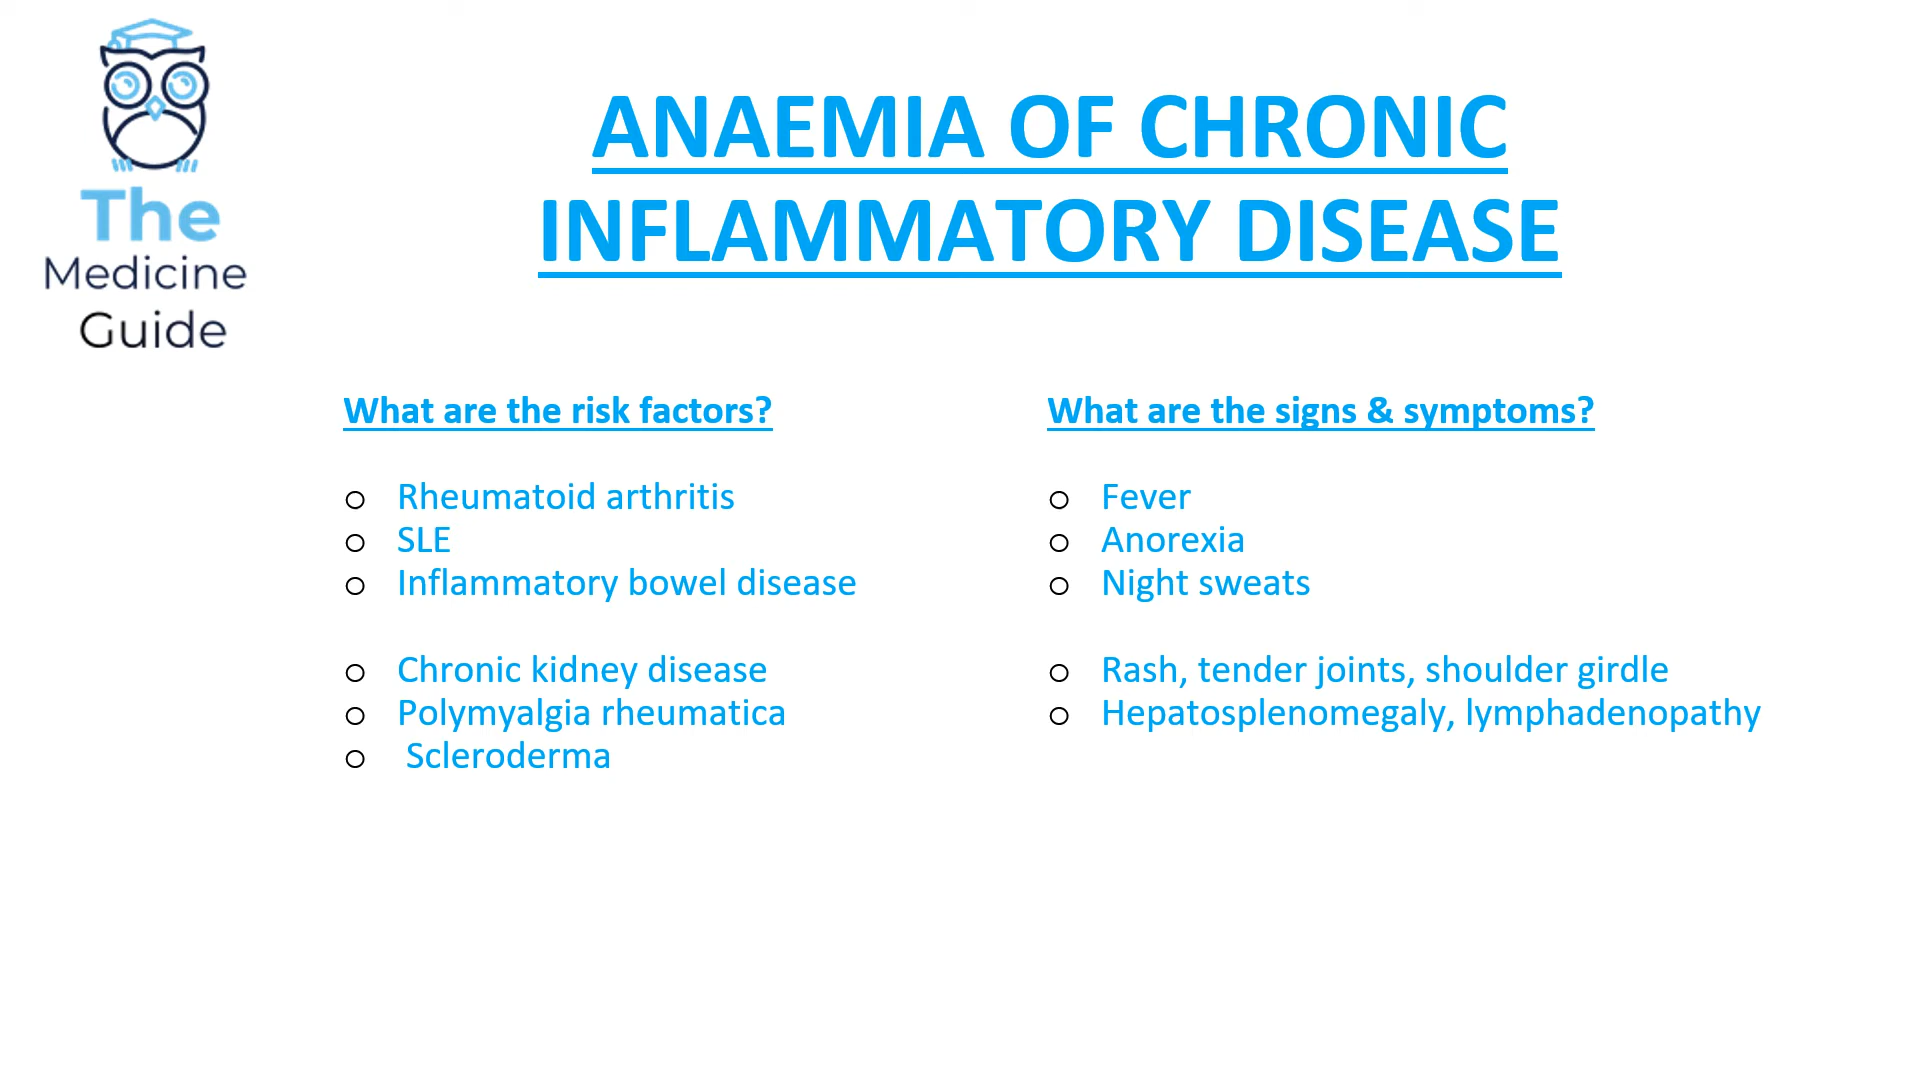 The
Medicine
Guide
ANAEMIA OF CHRONIC
INFLAMMATORY DISEASE
What are the risk factors?
○ Rheumatoid arthritis
○ SLE
○ Inflammatory bowel disease
○ Chronic kidney disease
○ Polymyalgia rheumatica
○ Scleroderma
What are the signs & symptoms?
○ Fever
○ Anorexia
○ Night sweats
○ Rash, tender joints, shoulder girdle
○ Hepatosplenomegaly, lymphadenopathy